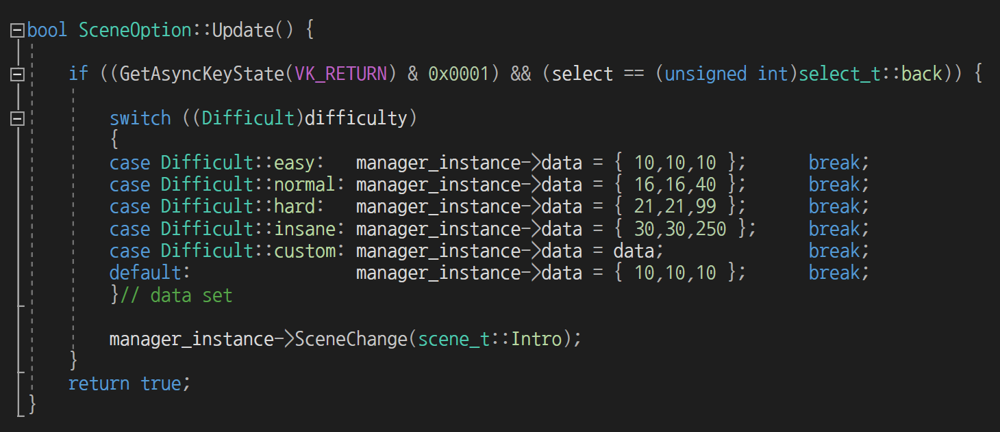 bool SceneOption::Update() {
if ((GetAsyncKeyState(VK_RETURN) & 0x0001) && (select == (unsigned int)select_t::back)) {
switch ((Difficult)difficulty)
{
case Difficult::easy:   manager_instance->data = { 10,10,10 };      break;
case Difficult::normal: manager_instance->data = { 16,16,40 };      break;
case Difficult::hard:   manager_instance->data = { 21,21,99 };      break;
case Difficult::insane: manager_instance->data = { 30,30,250 };     break;
case Difficult::custom: manager_instance->data = data;              break;
default:                manager_instance->data = { 10,10,10 };      break;
}// data set
manager_instance->SceneChange(scene_t::Intro);
}
return true;
}